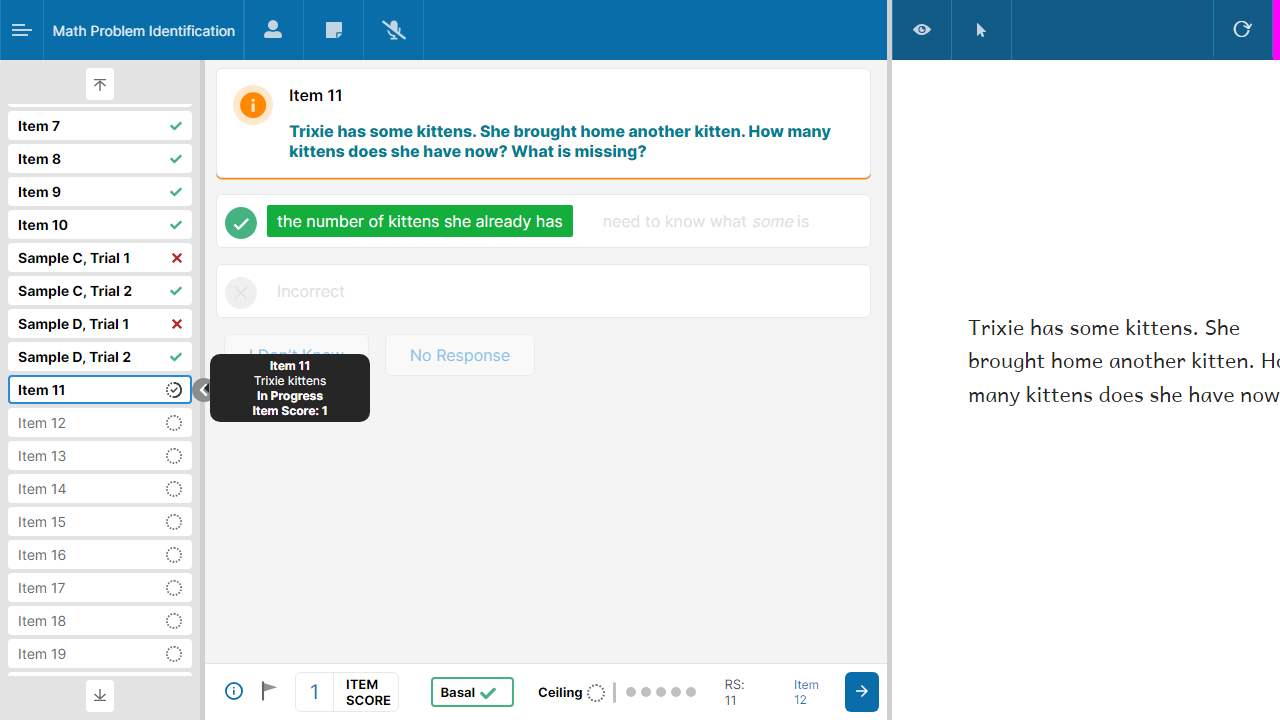 Math Problem Identification
Item 7
Item 8
Item 9
Item 10
Sample C, Trial 1
Sample C, Trial 2
Sample D, Trial 1
Sample D, Trial 2
Item 11
Item 12
Item 13
Item 14
Item 15
Item 16
Item 17
Item 18
Item 19
Item 11
Trixie has some kittens. She brought home another kitten. How many
kittens does she have now? What is missing?
the number of kittens she already has
need to know what some is
Incorrect
I Don't Know
No Response
Item 11
Trixie kittens
In Progress
Item Score: 1
1
ITEM
SCORE
Basal
Ceiling
RS:
11
Item
12
Trixie has some kittens. She
brought home another kitten.
many kittens does she have now